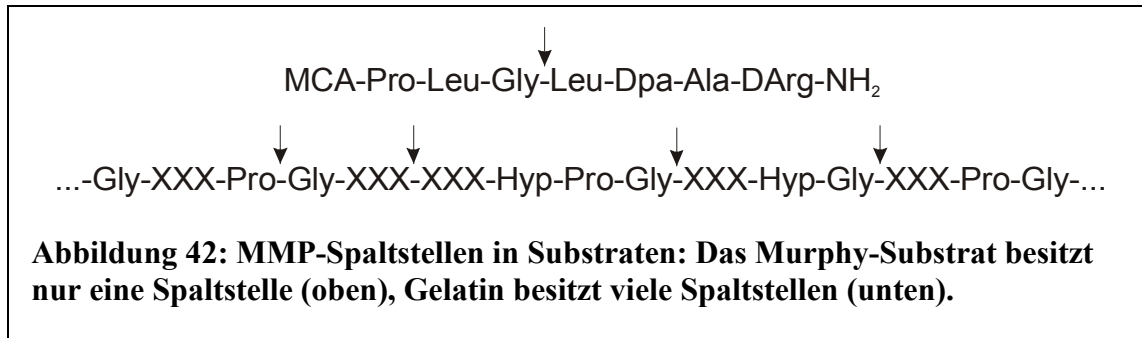 MCA-Pro-Leu-Gly-Leu-Dpa-Ala-DArg-NH₂
...-Gly-XXX-Pro-Gly-XXX-XXX-Hyp-Pro-Gly-XXX-Hyp-Gly-XXX-Pro-Gly-...
Abbildung 42: MMP-Spaltstellen in Substraten: Das Murphy-Substrat besitzt
nur eine Spaltstelle (oben), Gelatin besitzt viele Spaltstellen (unten).